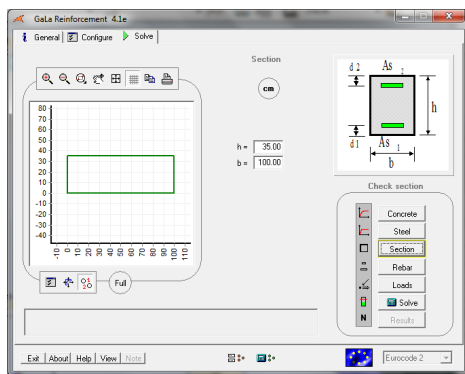 GaLa Reinforcement 4.1e
General Configure Solve
Section
cm
h = 35.00
b = 100.00
80
70
60
50
40
30
20
10
0
-10
-20
-30
-40
-10 0 10 20 30 40 50 60 70 80 90 100 110
Full
d 2 As 2
h
d1 As 1
b
Check section
Concrete
Steel
Section
Rebar
Loads
Solve
N Results
Exit About Help View Note
Eurocode 2